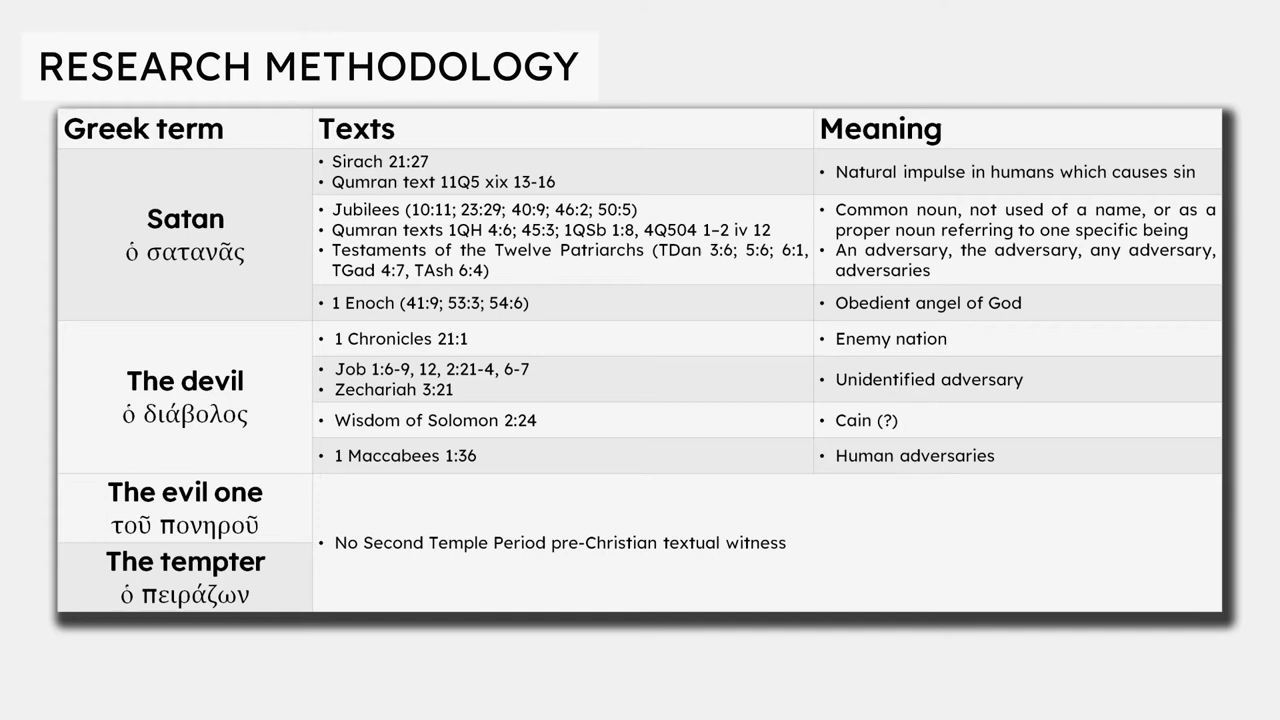 RESEARCH METHODOLOGY
Greek term
Texts
Meaning
Satan
ὁ σατανᾶς
• Sirach 21:27
• Qumran text 11Q5 xix 13-16
• Natural impulse in humans which causes sin
• Jubilees (10:11; 23:29; 40:9; 46:2; 50:5)
• Qumran texts 1QH 4:6; 45:3; 1QSb 1:8, 4Q504 1–2 iv 12
• Testaments of the Twelve Patriarchs (TDan 3:6; 5:6; 6:1,
TGad 4:7, TAsh 6:4)
• Common noun, not used of a name, or as a
proper noun referring to one specific being
• An adversary, the adversary, any adversary,
adversaries
• 1 Enoch (41:9; 53:3; 54:6)
• Obedient angel of God
The devil
ὁ διάβολος
• 1 Chronicles 21:1
• Enemy nation
• Job 1:6-9, 12, 2:21-4, 6-7
• Zechariah 3:21
• Unidentified adversary
• Wisdom of Solomon 2:24
• Cain (?)
• 1 Maccabees 1:36
• Human adversaries
The evil one
τοῦ πονηροῦ
The tempter
ὁ πειράζων
• No Second Temple Period pre-Christian textual witness